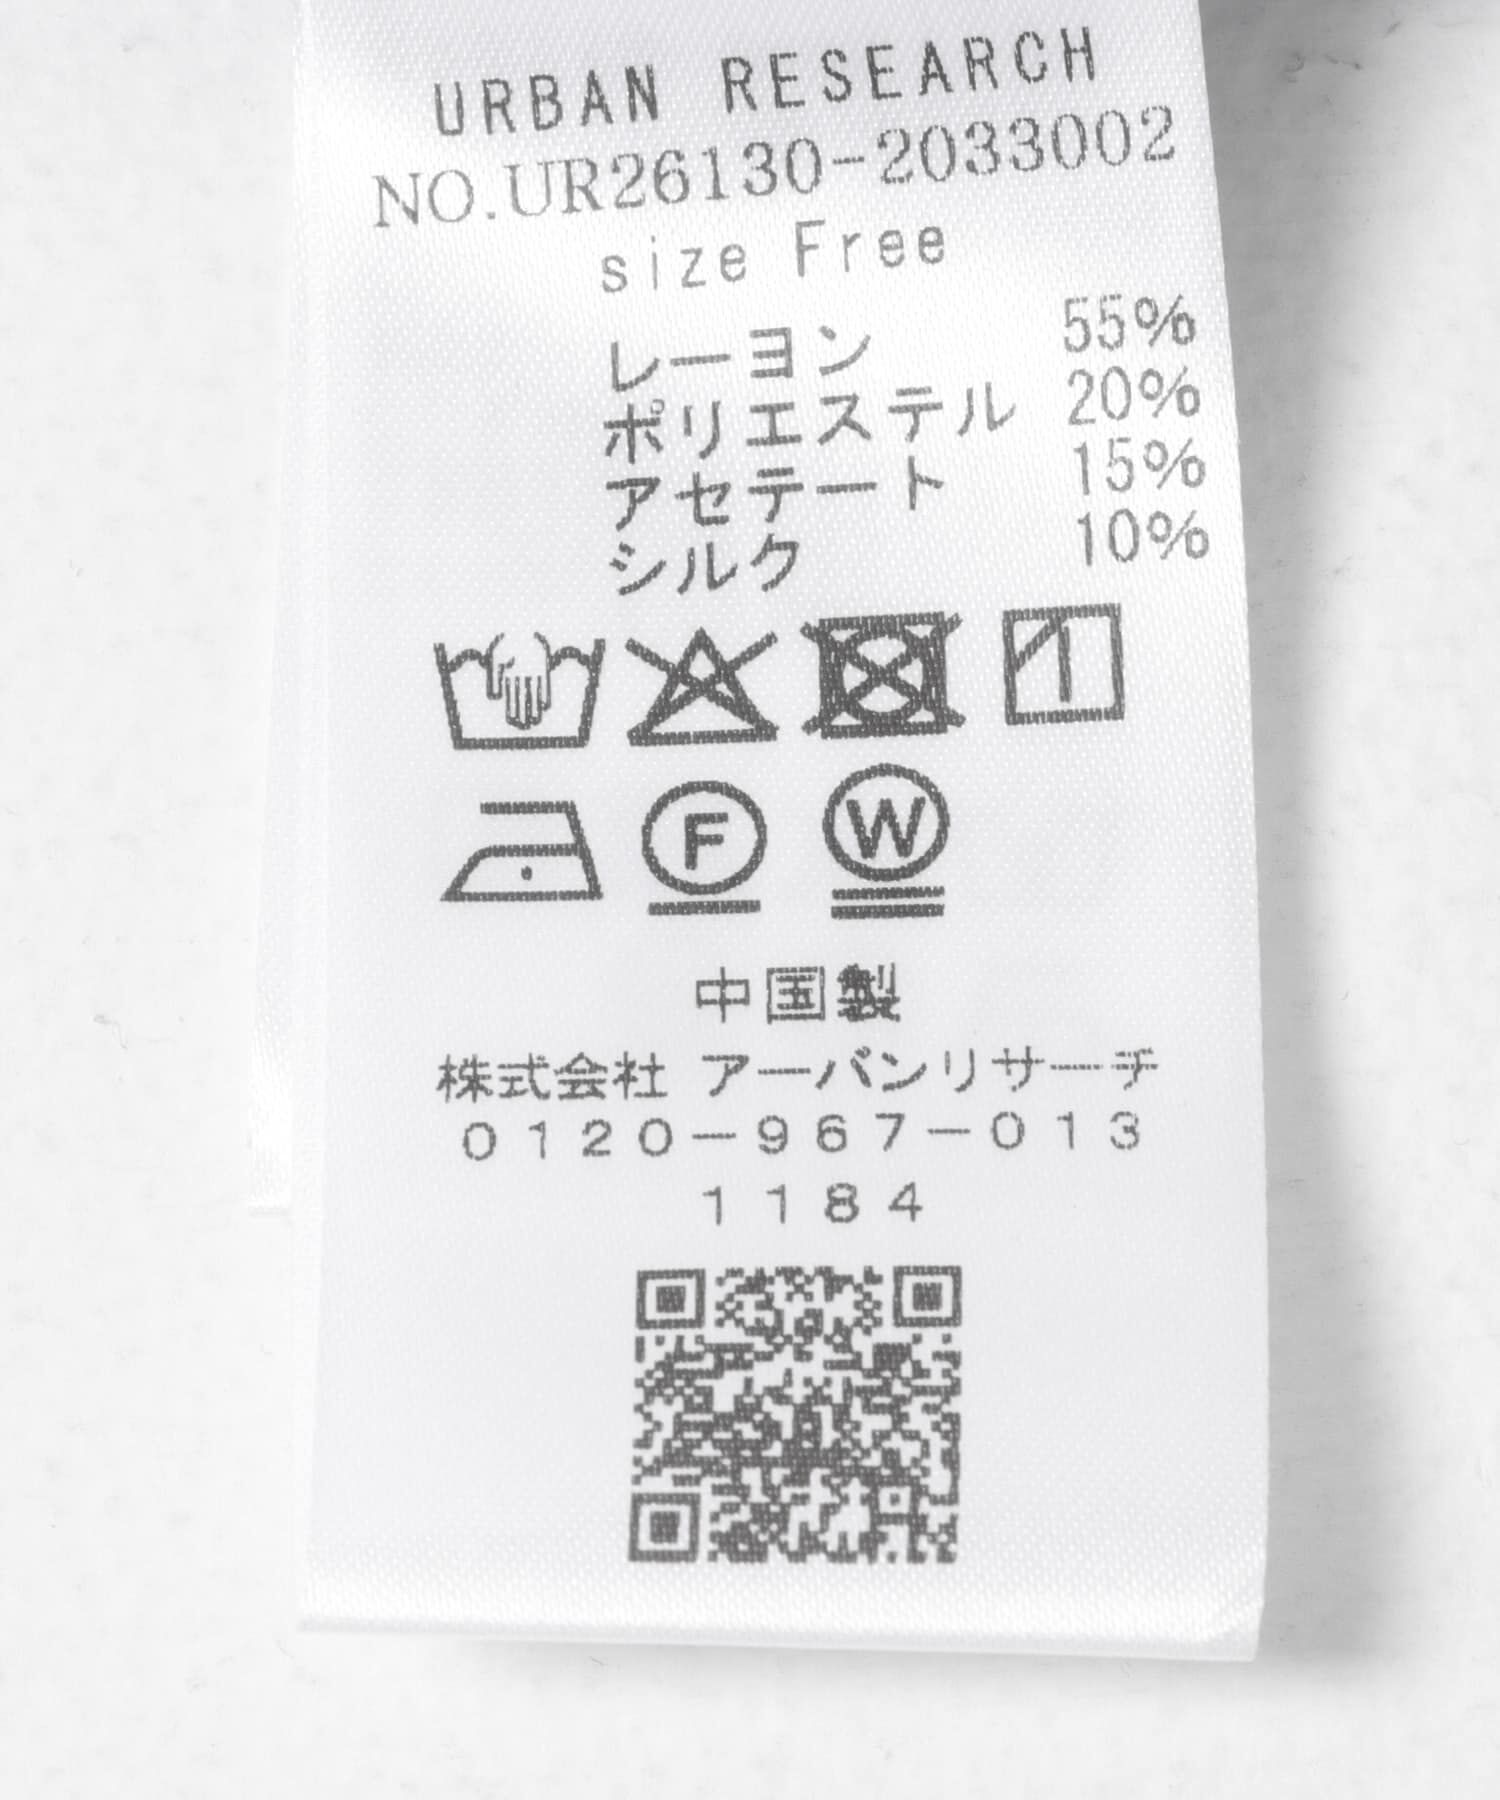 URBAN RESEARCH
NO.UR26130-2033002
size Free
レーヨン 55%
ポリエステル 20%
アセテート 15%
シルク 10%
F W
中国製
株式会社 アーバンリサーチ
0120-967-013
1184